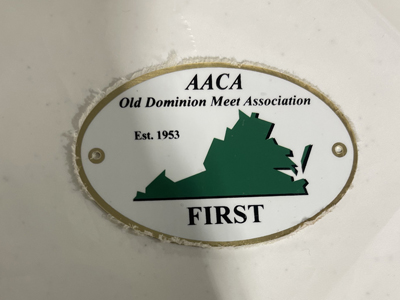 AACA
Old Dominion Meet Association
Est. 1953
FIRST